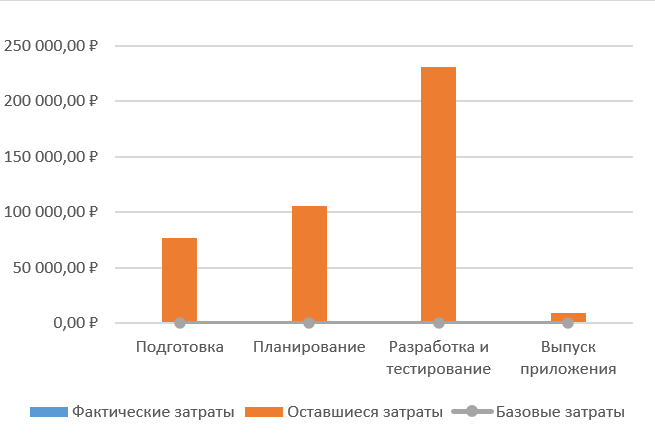 250 000,00 ₽
200 000,00 ₽
150 000,00 ₽
100 000,00 ₽
50 000,00 ₽
0,00 ₽
Подготовка
Планирование
Разработка и
тестирование
Выпуск
приложения
Фактические затраты
Оставшиеся затраты
Базовые затраты